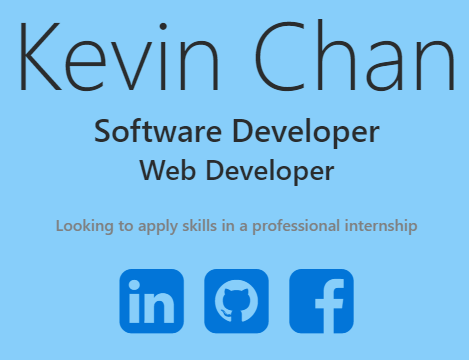 Kevin Chan
Software Developer
Web Developer
Looking to apply skills in a professional internship
in
f